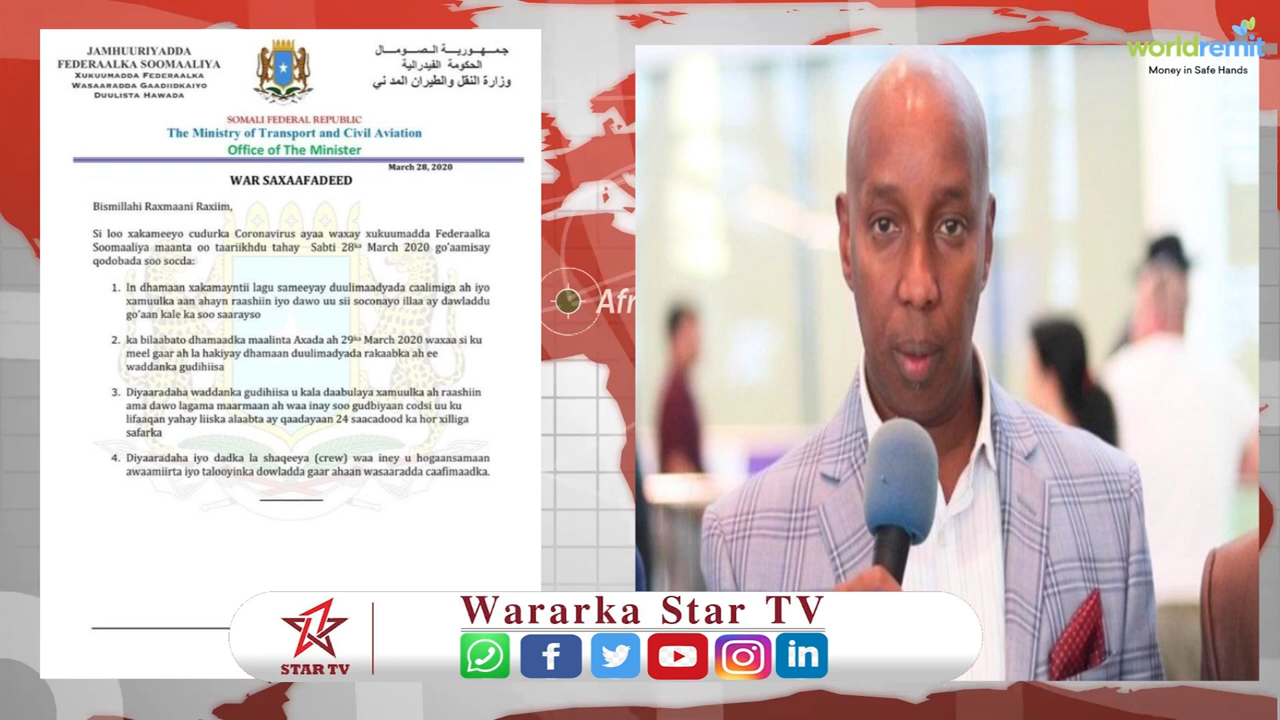 JAMHUURIYADDA
FEDERAALKA SOOMAALIYA
XUKUUMADDA FEDERAALKA
WASAARADDA GAADIIDKAIYO
DUULISTA HAWADA
جمهورية الصومال
الحكومة الفيدرالية
وزارة النقل والطيران المدني
SOMALI FEDERAL REPUBLIC
The Ministry of Transport and Civil Aviation
Office of The Minister
March 28, 2020
WAR SAXAAFADEED
Bismillahi Raxmaani Raxiim,
Si loo xakameeyo cudurka Coronavirus ayaa waxay xukuumadda Federaalka
Soomaaliya maanta oo taariikhdu tahay Sabti 28ka March 2020 go'aamisay
qodobada soo socda:
1. In dhamaan xakamayntii lagu sameeyay duulimaadyada caalimiga ah iyo
xamuulka aan ahayn raashiin iyo dawo uu sii soconayo illaa ay dawladdu
go'aan kale ka soo saarayso
2. ka bilaabato dhamaadka maalinta Axada ah 29ka March 2020 waxaa si ku
meel gaar ah la hakiyay dhamaan duulimadyada rakaabka ah ee
waddanka gudihiisa
3. Diyaaradaha waddanka gudihiisa u kala daabulaya xamuulka ah raashiin
ama dawo lagama maarmaan ah waa inay soo gudbiyaan codsi uu ku
lifaaqan yahay liiska alaabta ay qaadayaan 24 saacadood ka hor xilliga
safarka
4. Diyaaradaha iyo dadka la shaqeeya (crew) waa iney u hogaansamaan
awaamiirta iyo talooyinka dowladda gaar ahaan wasaaradda caafimaadka.
Afr
worldremit
Money in Safe Hands
STAR TV
Wararka Star TV